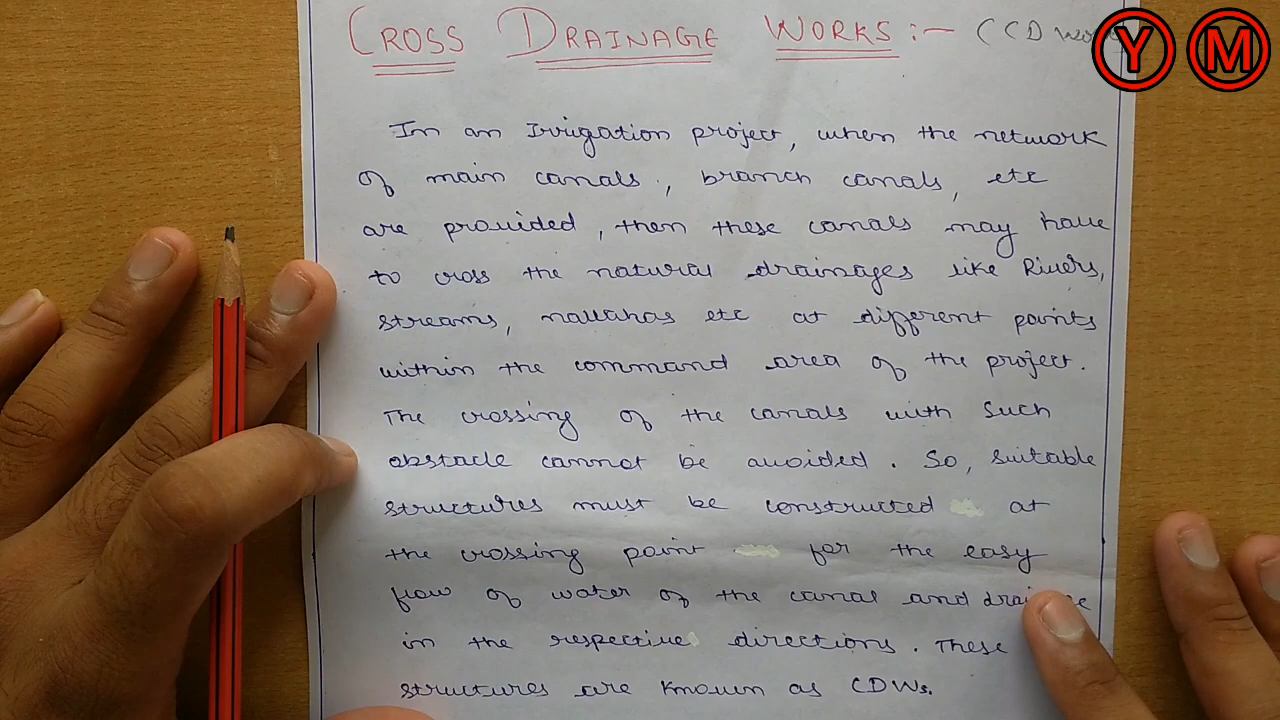 CROSS DRAINAGE WORKS :- (CD Works
Y M
In an Irrigation project, when the network
of main canals, branch canals, etc
are provided, then these canals may have
to cross the natural drainages like Rivers,
streams, nallahas etc at different points
within the command area of the project.
The crossing of the canals with such
obstacle cannot be avoided. So, suitable
structures must be constructed at
the crossing point for the easy
flow of water of the canal and
in the respective directions. These
structures are known as CDWs.